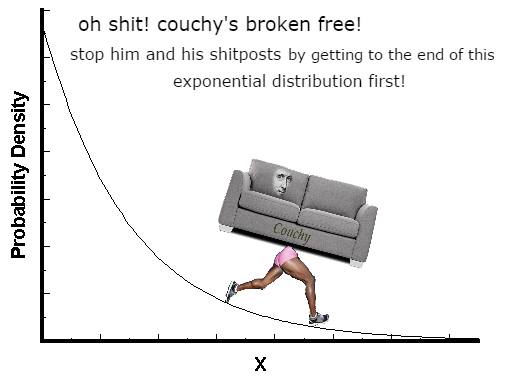 oh shit! couchy's broken free!
stop him and his shitposts by getting to the end of this
exponential distribution first!
Probability Density
Couchy
X